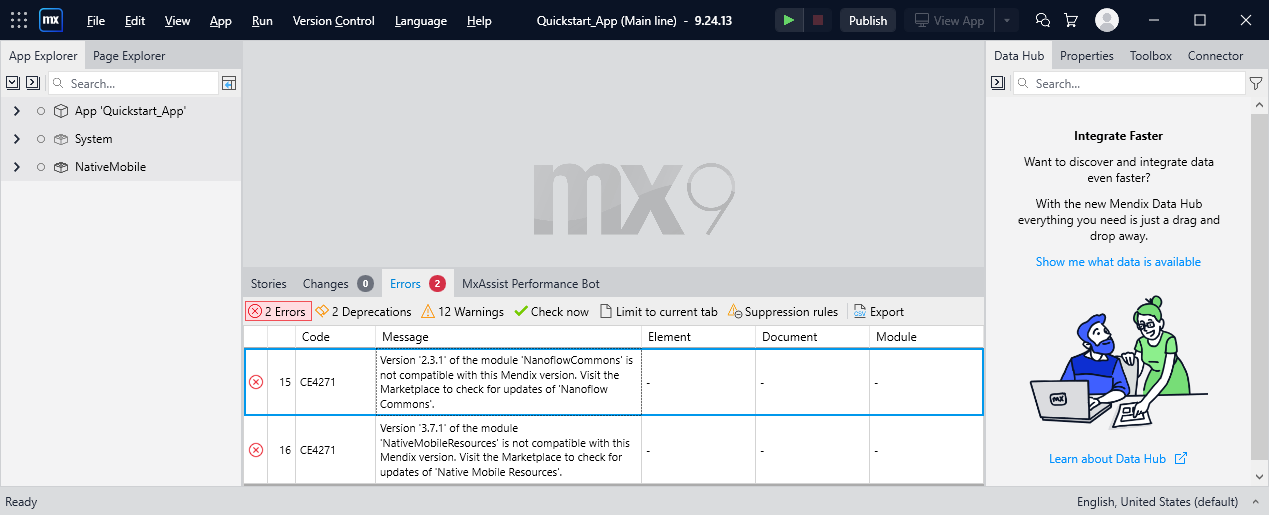 mx File Edit View App Run Version Control Language Help Quickstart_App (Main line) - 9.24.13 Publish View App
App Explorer Page Explorer
Search...
App 'Quickstart_App'
System
NativeMobile
mx9
Stories Changes 0 Errors 2 MxAssist Performance Bot
2 Errors 2 Deprecations 12 Warnings Check now Limit to current tab Suppression rules CSV Export
Code Message Element Document Module
15 CE4271 Version '2.3.1' of the module 'NanoflowCommons' is
not compatible with this Mendix version. Visit the
Marketplace to check for updates of 'Nanoflow
Commons'. - - -
16 CE4271 Version '3.7.1' of the module
'NativeMobileResources' is not compatible with this
Mendix version. Visit the Marketplace to check for
updates of 'Native Mobile Resources'. - - -
Data Hub Properties Toolbox Connector
Search...
Integrate Faster
Want to discover and integrate data
even faster?
With the new Mendix Data Hub
everything you need is just a drag and
drop away.
Show me what data is available
mx
Learn about Data Hub
Ready English, United States (default)